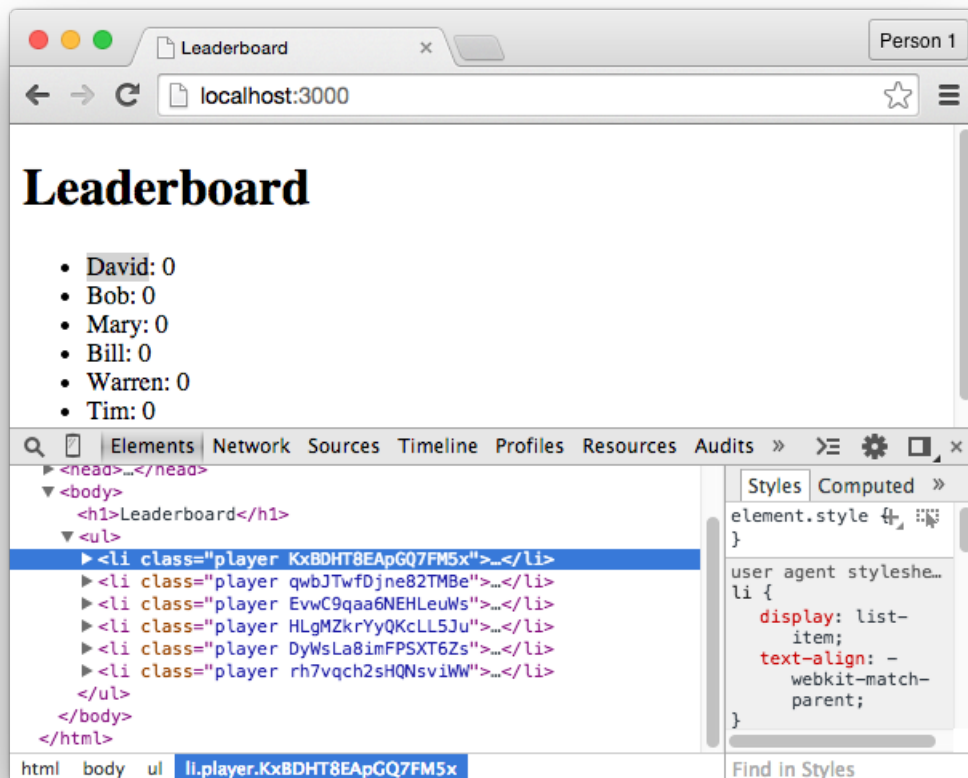 Leaderboard
Person 1
localhost:3000
Leaderboard
• David: 0
• Bob: 0
• Mary: 0
• Bill: 0
• Warren: 0
• Tim: 0
Elements Network Sources Timeline Profiles Resources Audits »
▶<head>…</head>
▼<body>
<h1>Leaderboard</h1>
▼<ul>
▶<li class="player KxBDHT8EApGQ7FM5x">…</li>
▶<li class="player qwbJTwfDjne82TMBe">…</li>
▶<li class="player EvwC9qaa6NEHLeuWs">…</li>
▶<li class="player HLgMZkrYyQKcLL5Ju">…</li>
▶<li class="player DyWsLa8imFPSXT6Zs">…</li>
▶<li class="player rh7vqch2sHQNsviWW">…</li>
</ul>
</body>
</html>
html body ul li.player.KxBDHT8EApGQ7FM5x
Styles Computed »
element.style {
}
user agent styleshe…
li {
display: list-
item;
text-align: -
webkit-match-
parent;
}
Find in Styles